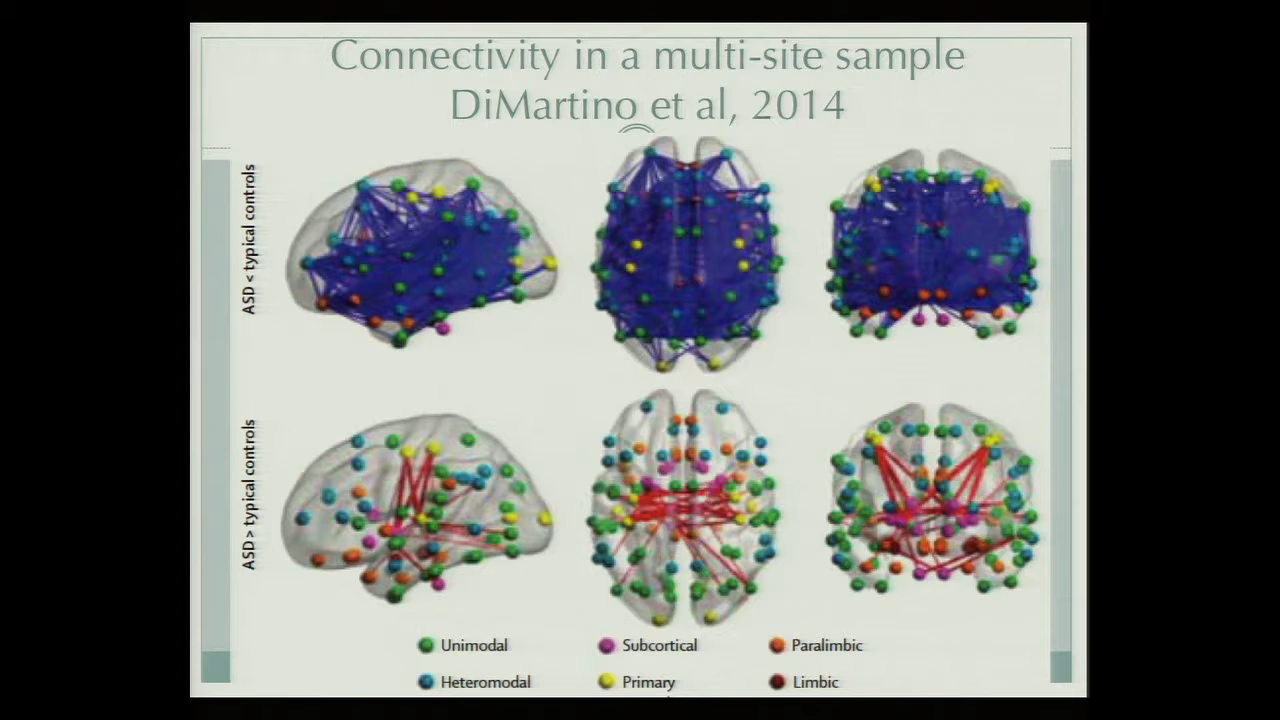 Connectivity in a multi-site sample
DiMartino et al, 2014
ASD < typical controls
ASD > typical controls
Unimodal
Subcortical
Paralimbic
Heteromodal
Primary
Limbic